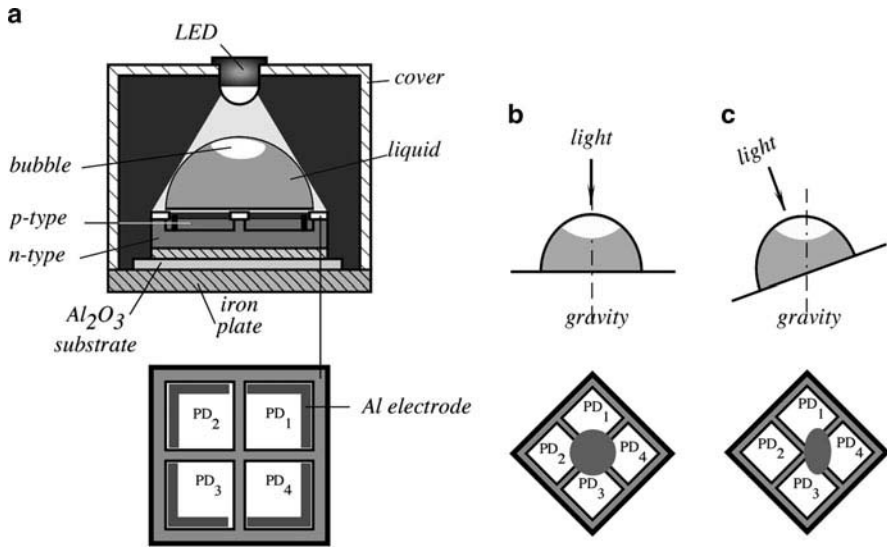 a
LED
cover
bubble
liquid
p-type
n-type
Al2O3
substrate
iron
plate
Al electrode
PD2
PD1
PD3
PD4
b
light
gravity
PD1
PD2
PD4
PD3
c
light
gravity
PD1
PD2
PD4
PD3